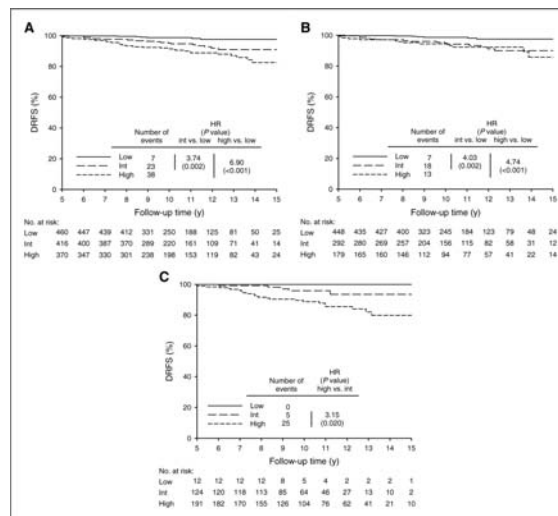 A
100
80
60
40
20
0
DRFS (%)
HR
Number of (P value)
events int vs. low high vs. low
Low 7 3.74
Int 23 (0.002) 6.90
High 38 (<0.001)
5 6 7 8 9 10 11 12 13 14 15
Follow-up time (y)
No. at risk:
Low 460 447 439 412 331 250 188 125 81 50 25
Int 416 400 387 370 289 220 161 109 71 41 14
High 370 347 330 301 238 198 153 119 82 43 24
B
100
80
60
40
20
0
DRFS (%)
HR
Number of (P value)
events int vs. low high vs. low
Low 7 4.03
Int 18 (0.002) 4.74
High 13 (<0.001)
5 6 7 8 9 10 11 12 13 14 15
Follow-up time (y)
No. at risk:
Low 448 435 427 400 323 245 184 123 79 48 24
Int 292 280 269 257 204 156 115 82 58 31 12
High 179 165 160 146 112 94 77 57 41 22 14
C
100
80
60
40
20
0
DRFS (%)
HR
Number of (P value)
events high vs. int
Low 0
Int 5 3.15
High 25 (0.020)
5 6 7 8 9 10 11 12 13 14 15
Follow-up time (y)
No. at risk:
Low 12 12 12 12 8 5 4 2 2 2 1
Int 124 120 118 113 85 64 46 27 13 10 2
High 191 182 170 155 126 104 76 62 41 21 10